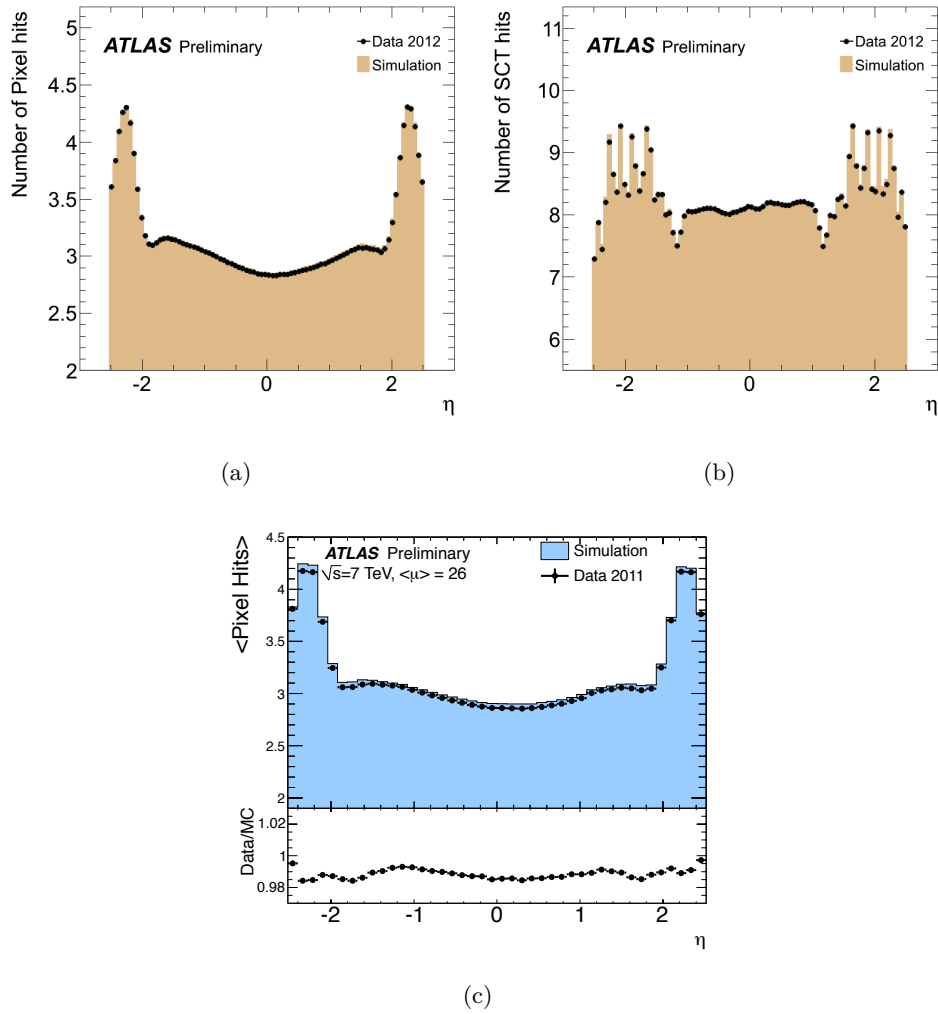 Number of Pixel hits
5
4.5
4
3.5
3
2.5
2
ATLAS Preliminary
Data 2012
Simulation
-2
0
2
η
(a)
Number of SCT hits
11
10
9
8
7
6
ATLAS Preliminary
Data 2012
Simulation
-2
0
2
η
(b)
<Pixel Hits>
4.5
4
3.5
3
2.5
2
ATLAS Preliminary
√s=7 TeV, <μ> = 26
Simulation
Data 2011
Data/MC
1.02
1
0.98
-2
-1
0
1
2
η
(c)